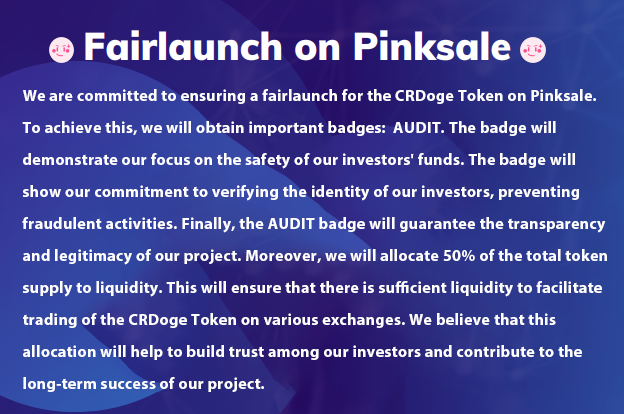 Fairlaunch on Pinksale
We are committed to ensuring a fairlaunch for the CRDoge Token on Pinksale.
To achieve this, we will obtain important badges:  AUDIT. The badge will
demonstrate our focus on the safety of our investors' funds. The badge will
show our commitment to verifying the identity of our investors, preventing
fraudulent activities. Finally, the AUDIT badge will guarantee the transparency
and legitimacy of our project. Moreover, we will allocate 50% of the total token
supply to liquidity. This will ensure that there is sufficient liquidity to facilitate
trading of the CRDoge Token on various exchanges. We believe that this
allocation will help to build trust among our investors and contribute to the
long-term success of our project.